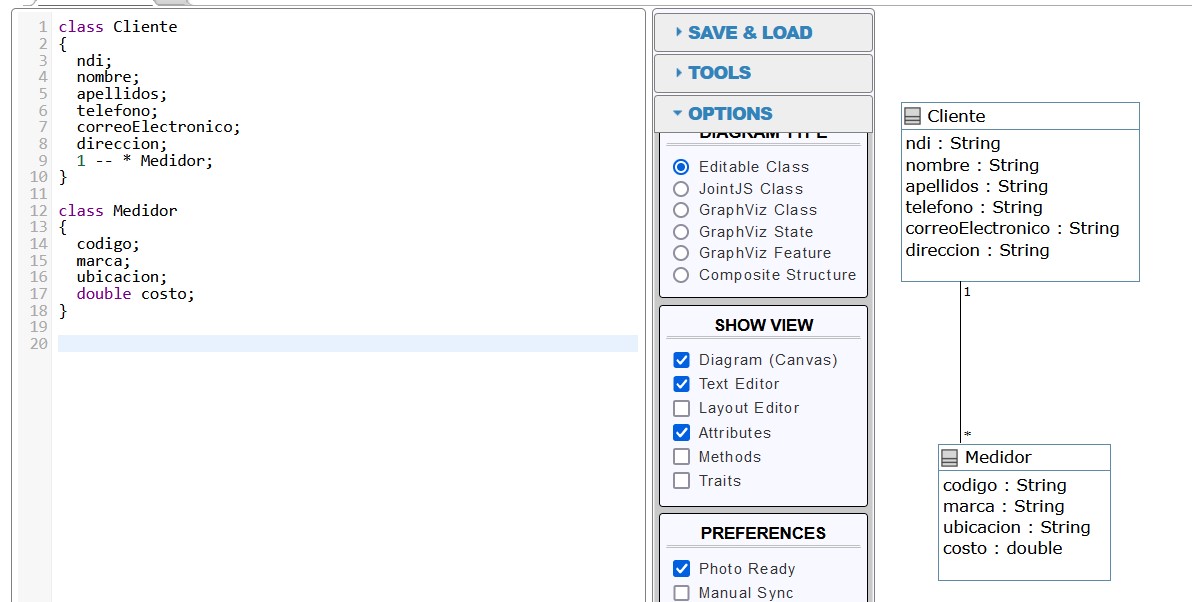 1 class Cliente
2 {
3 ndi;
4 nombre;
5 apellidos;
6 telefono;
7 correoElectronico;
8 direccion;
9 1 -- * Medidor;
10 }
11
12 class Medidor
13 {
14 codigo;
15 marca;
16 ubicacion;
17 double costo;
18 }
19
20
SAVE & LOAD
TOOLS
OPTIONS
DIAGRAM TYPE
Editable Class
JointJS Class
GraphViz Class
GraphViz State
GraphViz Feature
Composite Structure
SHOW VIEW
Diagram (Canvas)
Text Editor
Layout Editor
Attributes
Methods
Traits
PREFERENCES
Photo Ready
Manual Sync
Cliente
ndi : String
nombre : String
apellidos : String
telefono : String
correoElectronico : String
direccion : String
1
*
Medidor
codigo : String
marca : String
ubicacion : String
costo : double